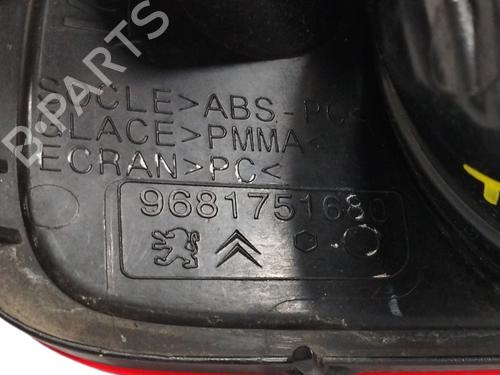 SOCLE>ABS-PC<
GLACE>PMMA<
ECRAN>PC<
9681751680
B-PARTS